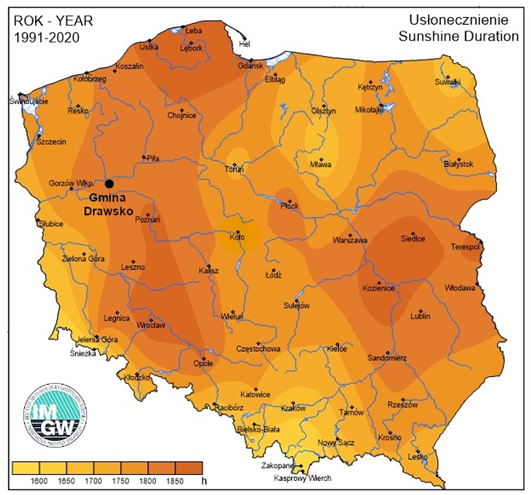 ROK - YEAR
1991-2020
Usłonecznienie
Sunshine Duration
Łeba
Ustka
Lębork
Hel
Gdańsk
Koszalin
Kołobrzeg
Elbląg
Kętrzyn
Suwałki
Świnoujście
Resko
Chojnice
Olsztyn
Mikołajki
Szczecin
Piła
Toruń
Mława
Białystok
Gorzów Wlkp.
Gmina
Drawsko
Płock
Poznań
Słubice
Koło
Warszawa
Siedlce
Terespol
Zielona Góra
Leszno
Kalisz
Łódź
Kozienice
Włodawa
Sulejów
Legnica
Wrocław
Wieluń
Lublin
Jelenia Góra
Śnieżka
Częstochowa
Kielce
Sandomierz
Opole
Kłodzko
Katowice
Racibórz
Kraków
Tarnów
Rzeszów
Bielsko-Biała
Nowy Sącz
Krosno
Lesko
Zakopane
Kasprowy Wierch
IM
GW
1600 1650 1700 1750 1800 1850 h